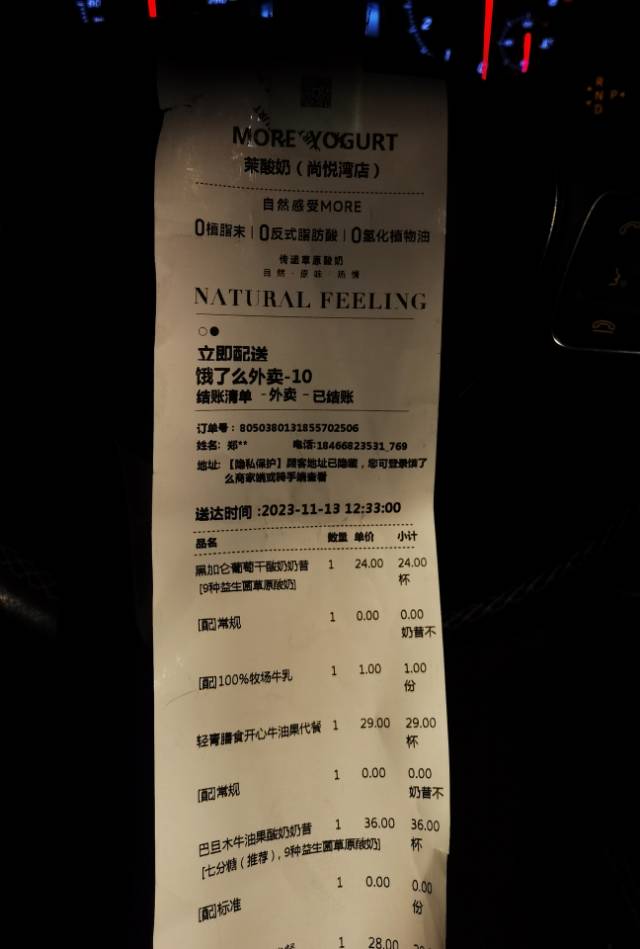 MORE YOGURT
茉酸奶（尚悦湾店）
自然感受MORE
0植脂末 | 0反式脂肪酸 | 0氢化植物油
传递草原酸奶
自然·原味·热情
NATURAL FEELING
立即配送
饿了么外卖-10
结账清单 -外卖 -已结账
订单号：8050380131855702506
姓名：郑** 电话:18466823531_769
地址:【隐私保护】顾客地址已隐藏，您可登录饿了
么商家端或骑手端查看
送达时间 :2023-11-13 12:33:00
品名 数量 单价 小计
黑加仑葡萄干酸奶奶昔 1 24.00 24.00
[9种益生菌草原酸奶] 杯
[配]常规 1 0.00 0.00
奶昔不
[配]100%牧场牛乳 1 1.00 1.00
份
轻膏膳食开心牛油果代餐 1 29.00 29.00
杯
[配]常规 1 0.00 0.00
奶昔不
巴旦木牛油果酸奶奶昔 1 36.00 36.00
[七分糖（推荐）, 9种益生菌草原酸奶] 杯
[配]标准 1 0.00 0.00
份
1 28.00
R
N P
D